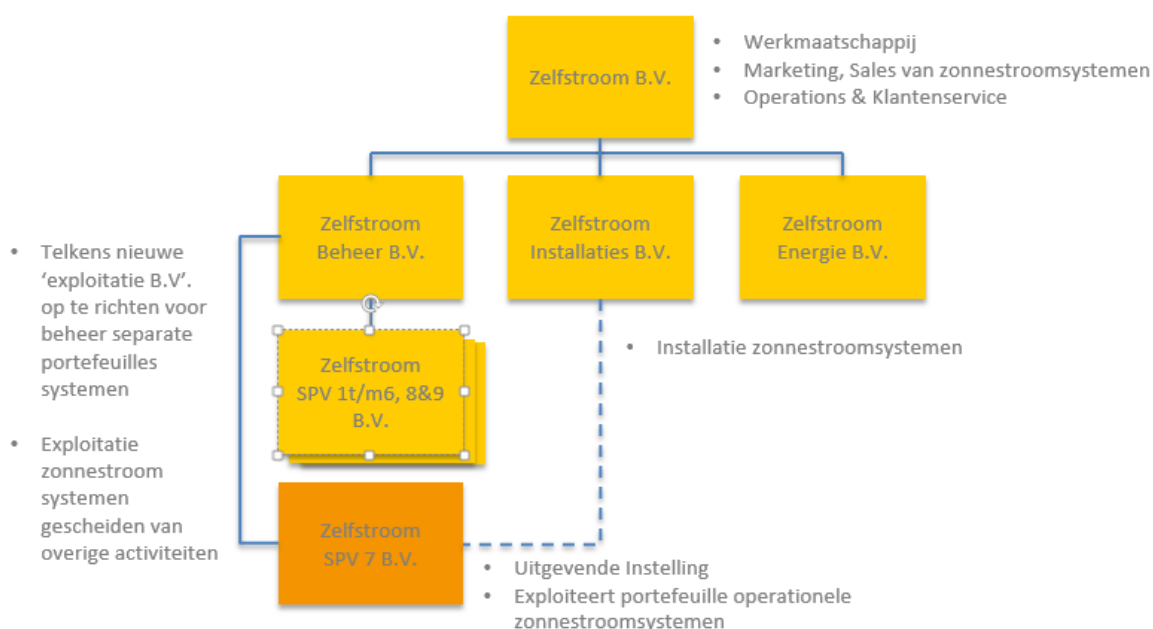 Zelfstroom B.V.
• Werkmaatschappij
• Marketing, Sales van zonnestroomsystemen
• Operations & Klantenservice
Zelfstroom
Beheer B.V.
Zelfstroom
Installaties B.V.
Zelfstroom
Energie B.V.
• Telkens nieuwe
‘exploitatie B.V’.
op te richten voor
beheer separate
portefeuilles
systemen
• Exploitatie
zonnestroom
systemen
gescheiden van
overige activiteiten
Zelfstroom
SPV 1t/m6, 8&9
B.V.
• Installatie zonnestroomsystemen
Zelfstroom
SPV 7 B.V.
• Uitgevende Instelling
• Exploiteert portefeuille operationele
zonnestroomsystemen